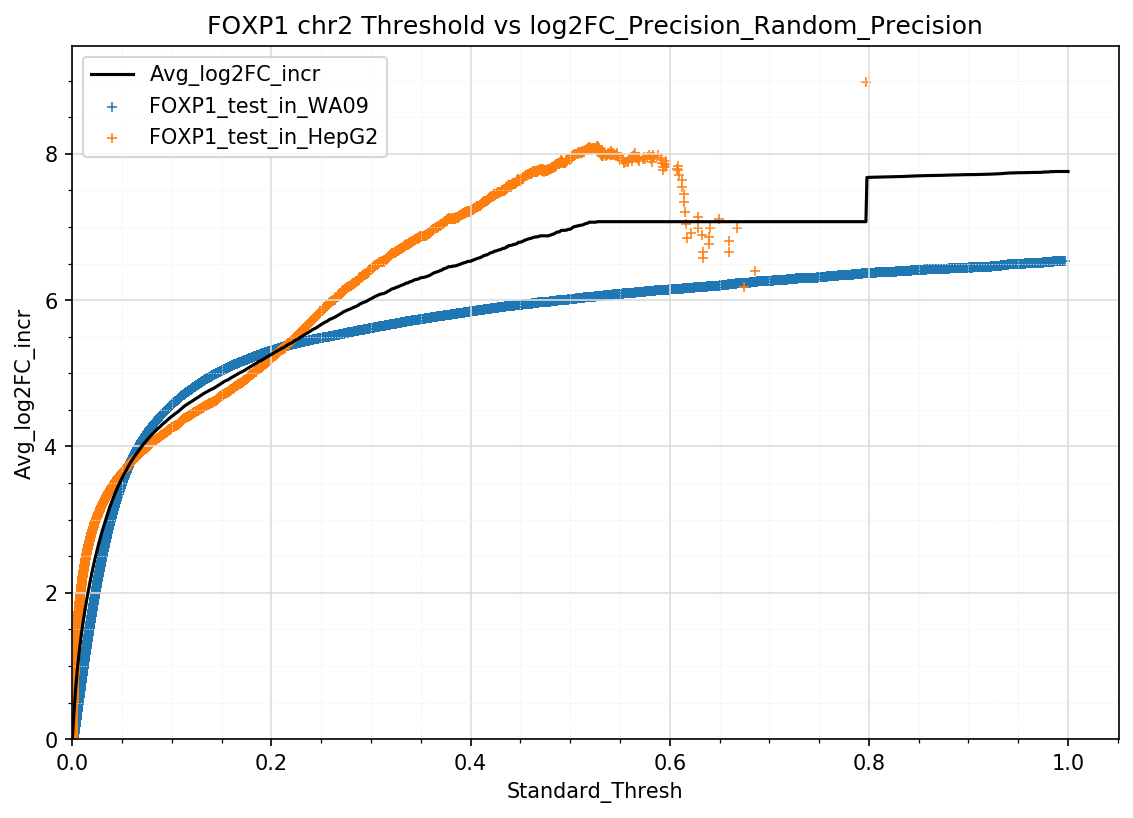 FOXP1 chr2 Threshold vs log2FC_Precision_Random_Precision
Avg_log2FC_incr
FOXP1_test_in_WA09
FOXP1_test_in_HepG2
Avg_log2FC_incr
8
6
4
2
0
0.0 0.2 0.4 0.6 0.8 1.0
Standard_Thresh